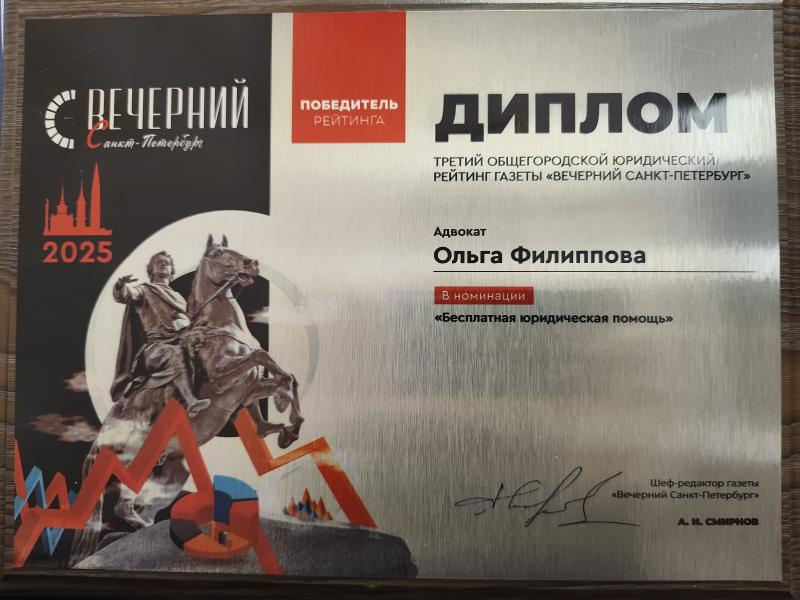 ВЕЧЕРНИЙ
Санкт-Петербург
2025
ПОБЕДИТЕЛЬ
РЕЙТИНГА
ДИПЛОМ
ТРЕТИЙ ОБЩЕГОРОДСКОЙ ЮРИДИЧЕСКИЙ
РЕЙТИНГ ГАЗЕТЫ «ВЕЧЕРНИЙ САНКТ-ПЕТЕРБУРГ»
Адвокат
Ольга Филиппова
В номинации
«Бесплатная юридическая помощь»
Шеф-редактор газеты
«Вечерний Санкт-Петербург»
А. И. СМИРНОВ